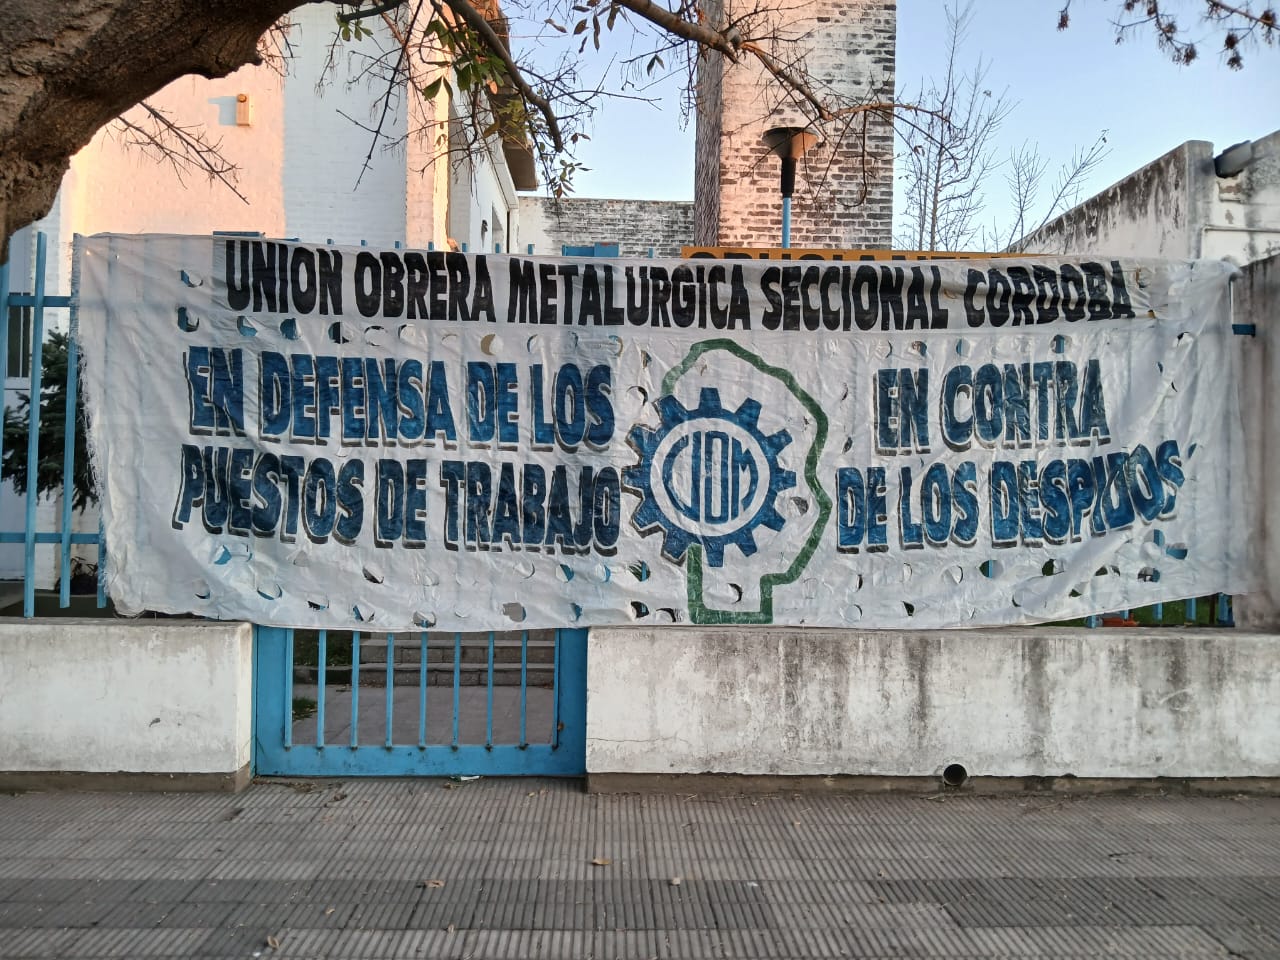 UNION OBRERA METALURGICA SECCIONAL CORDOBA
EN DEFENSA DE LOS
PUESTOS DE TRABAJO
UOM
EN CONTRA
DE LOS DESPIDOS